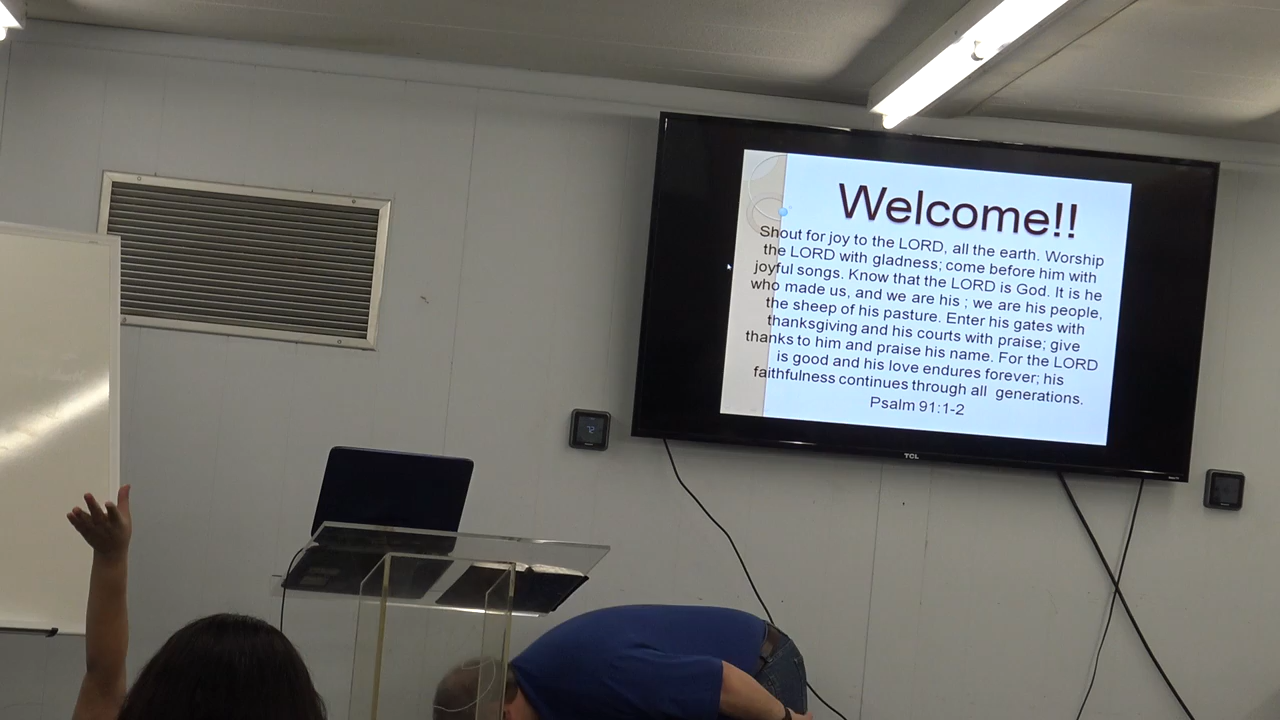 Welcome!!
Shout for joy to the LORD, all the earth. Worship
the LORD with gladness; come before him with
joyful songs. Know that the LORD is God. It is he
who made us, and we are his ; we are his people,
the sheep of his pasture. Enter his gates with
thanksgiving and his courts with praise; give
thanks to him and praise his name. For the LORD
is good and his love endures forever; his
faithfulness continues through all generations.
Psalm 91:1-2
72
TCL